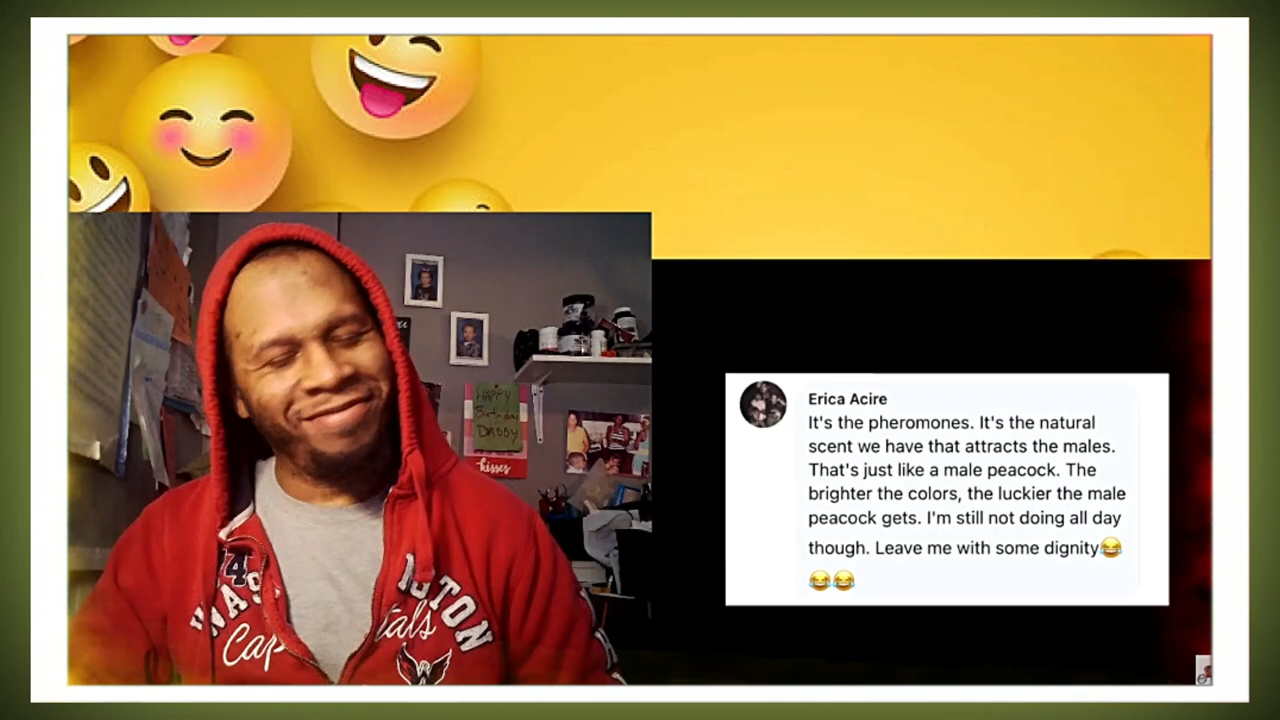 HAPPY
Birthday
DADDY
kisses
Erica Acire
It's the pheromones. It's the natural
scent we have that attracts the males.
That's just like a male peacock. The
brighter the colors, the luckier the male
peacock gets. I'm still not doing all day
though. Leave me with some dignity😂
😂😂